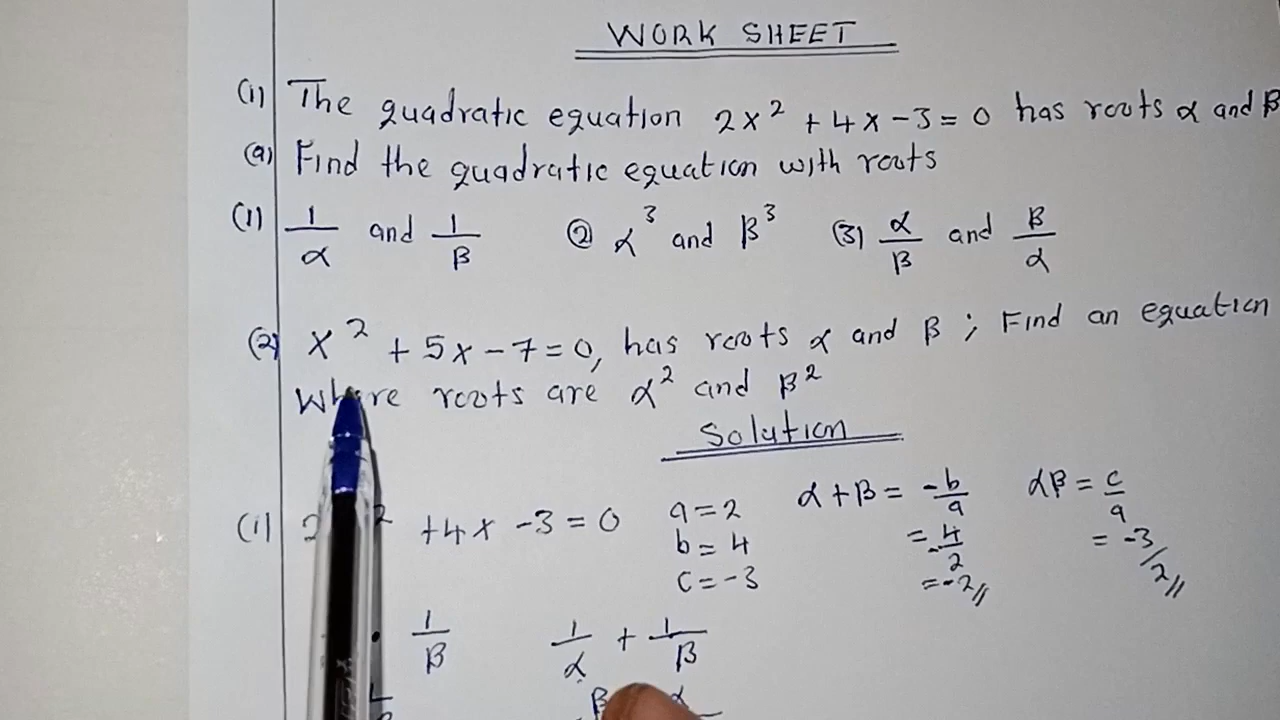 WORK SHEET
(1) The quadratic equation 2x² + 4x - 3 = 0 has roots α and β
(a) Find the quadratic equation with roots
(1) 1/α and 1/β (2) α³ and β³ (3) α/β and β/α
(2) x² + 5x - 7 = 0, has roots α and β ; Find an equation
Where roots are α² and β²
Solution
(1) 2 ² + 4x - 3 = 0 a = 2 α + β = -b/a αβ = c/a
b = 4 = -4/2 = -3/2 //
c = -3 = -2 //
1/β 1/α + 1/β
β α